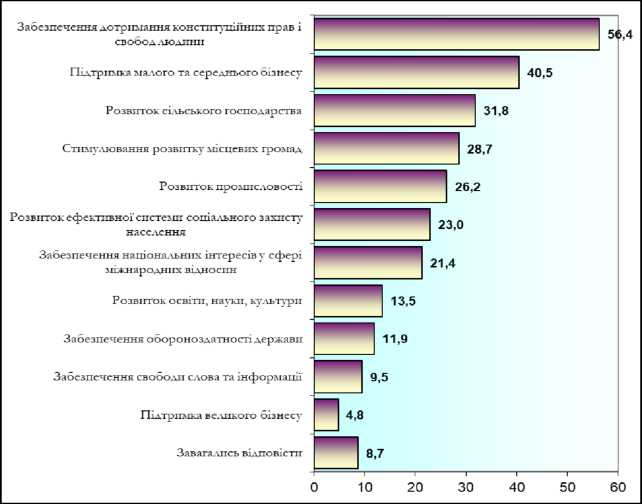 Забезпечення дотримання конституційних прав і
свобод людини
56,4
Підтримка малого та середнього бізнесу
40,5
Розвиток сільського господарства
31,8
Стимулювання розвитку місцевих громад
28,7
Розвиток промисловості
26,2
Розвиток ефективної системи соціального захисту
населення
23,0
Забезпечення національних інтересів у сфері
міжнародних відносин
21,4
Розвиток освіти, науки, культури
13,5
Забезпечення обороноздатності держави
11,9
Забезпечення свободи слова та інформації
9,5
Підтримка великого бізнесу
4,8
Завагались відповісти
8,7
0 10 20 30 40 50 60